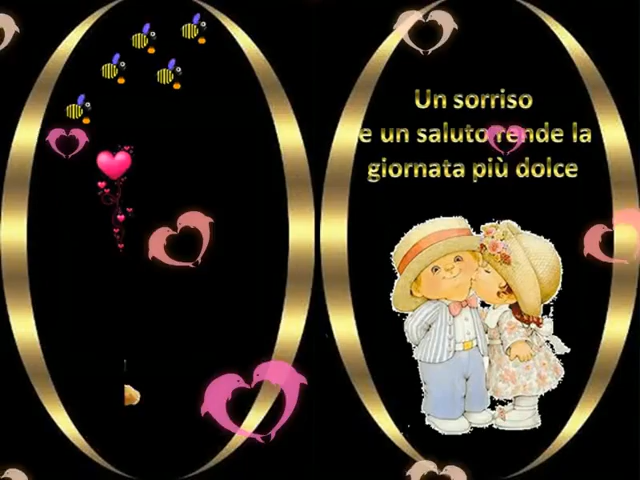 Un sorriso
e un saluto rende la
giornata più dolce